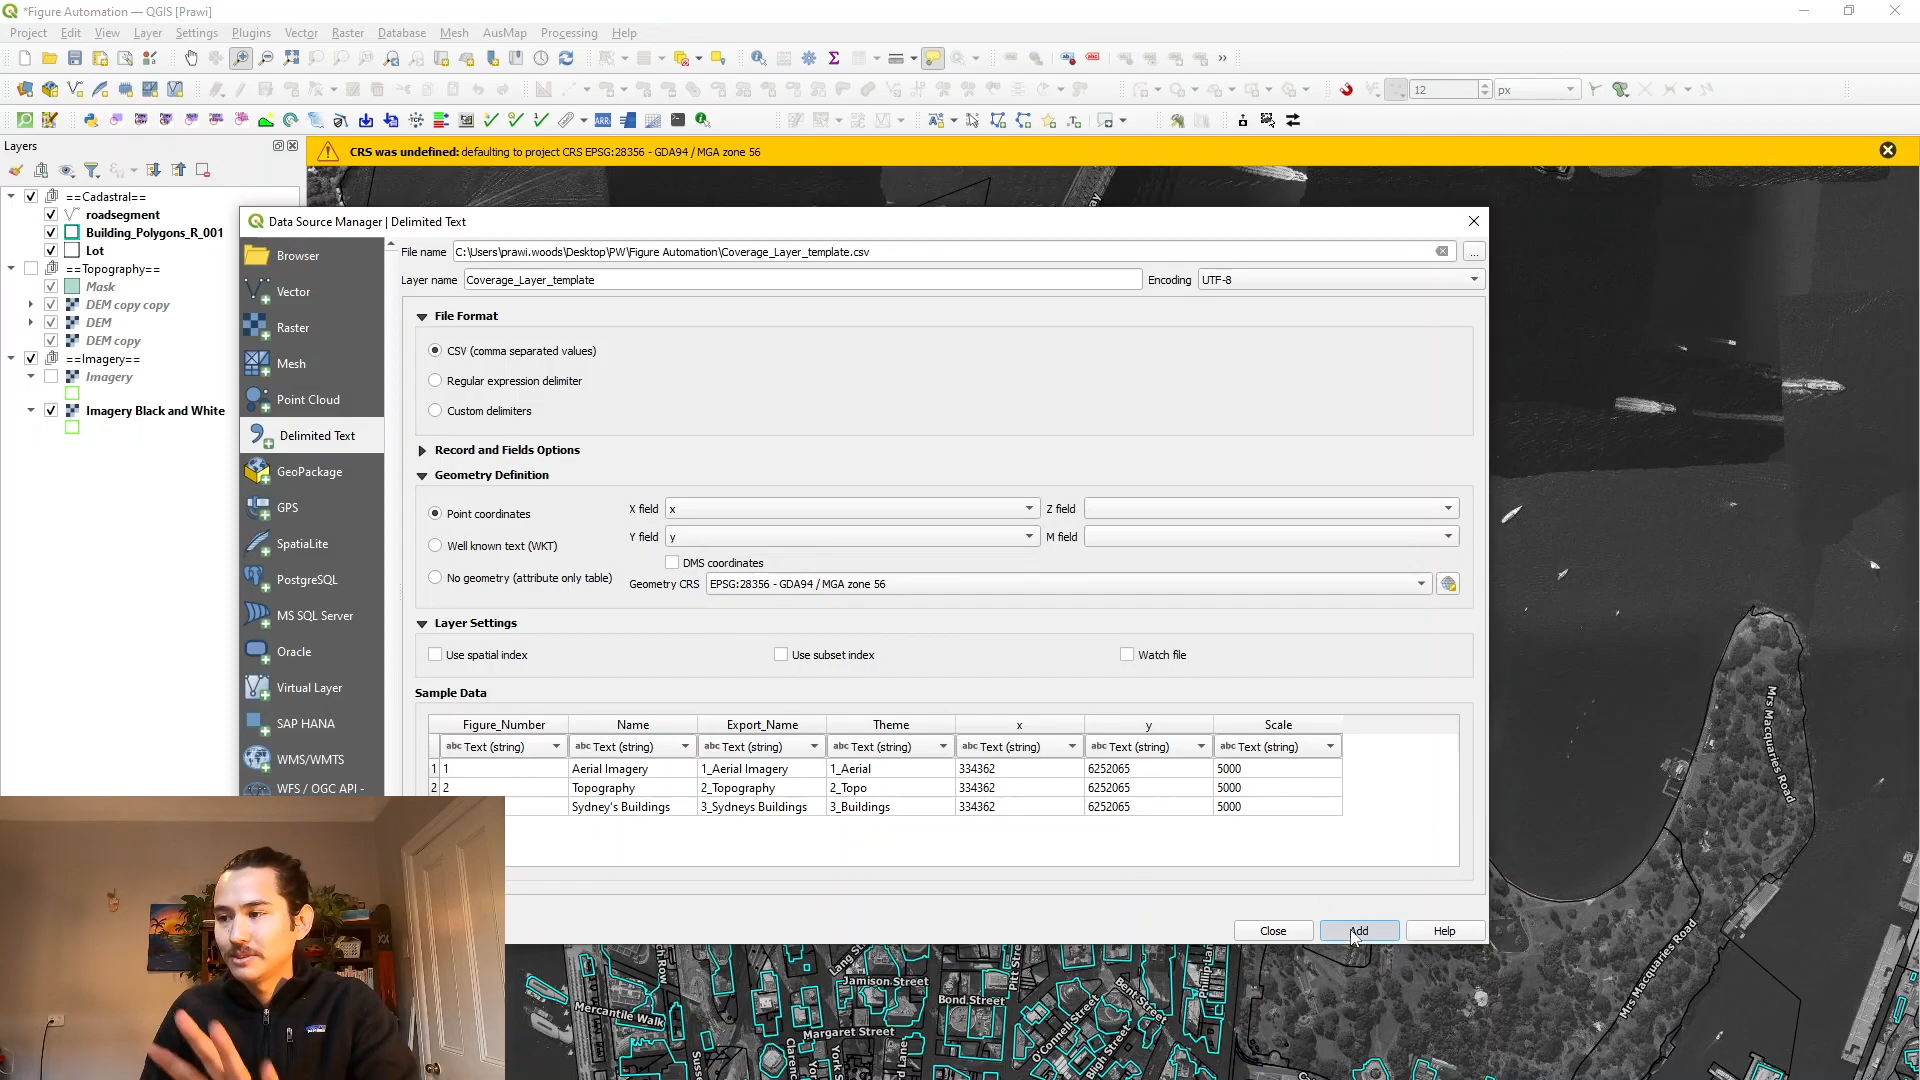 *Figure Automation — QGIS [Prawi]
Project Edit View Layer Settings Plugins Vector Raster Database Mesh AusMap Processing Help
12 px
Layers
CRS was undefined: defaulting to project CRS EPSG:28356 - GDA94 / MGA zone 56
==Cadastral==
roadsegment
Building_Polygons_R_001
Lot
==Topography==
Mask
DEM copy copy
DEM
DEM copy
==Imagery==
Imagery
Imagery Black and White
Data Source Manager | Delimited Text
Browser
Vector
Raster
Mesh
Point Cloud
Delimited Text
GeoPackage
GPS
SpatiaLite
PostgreSQL
MS SQL Server
Oracle
Virtual Layer
SAP HANA
WMS/WMTS
WFS / OGC API -
File name C:\Users\prawi.woods\Desktop\PW\Figure Automation\Coverage_Layer_template.csv ...
Layer name Coverage_Layer_template Encoding UTF-8
File Format
CSV (comma separated values)
Regular expression delimiter
Custom delimiters
Record and Fields Options
Geometry Definition
Point coordinates X field x Z field
Well known text (WKT) Y field y M field
DMS coordinates
No geometry (attribute only table) Geometry CRS EPSG:28356 - GDA94 / MGA zone 56
Layer Settings
Use spatial index Use subset index Watch file
Sample Data
Figure_Number Name Export_Name Theme x y Scale
abc Text (string) abc Text (string) abc Text (string) abc Text (string) abc Text (string) abc Text (string) abc Text (string)
1 1 Aerial Imagery 1_Aerial Imagery 1_Aerial 334362 6252065 5000
2 2 Topography 2_Topography 2_Topo 334362 6252065 5000
Sydney's Buildings 3_Sydneys Buildings 3_Buildings 334362 6252065 5000
Close Add Help
Mrs Macquaries Road
Mrs Macquaries Road
Jamison Street
Bond Street
Mercantile Walk
Margaret Street
O'Connell Street
Bligh Street
Bent Street
Pitt St